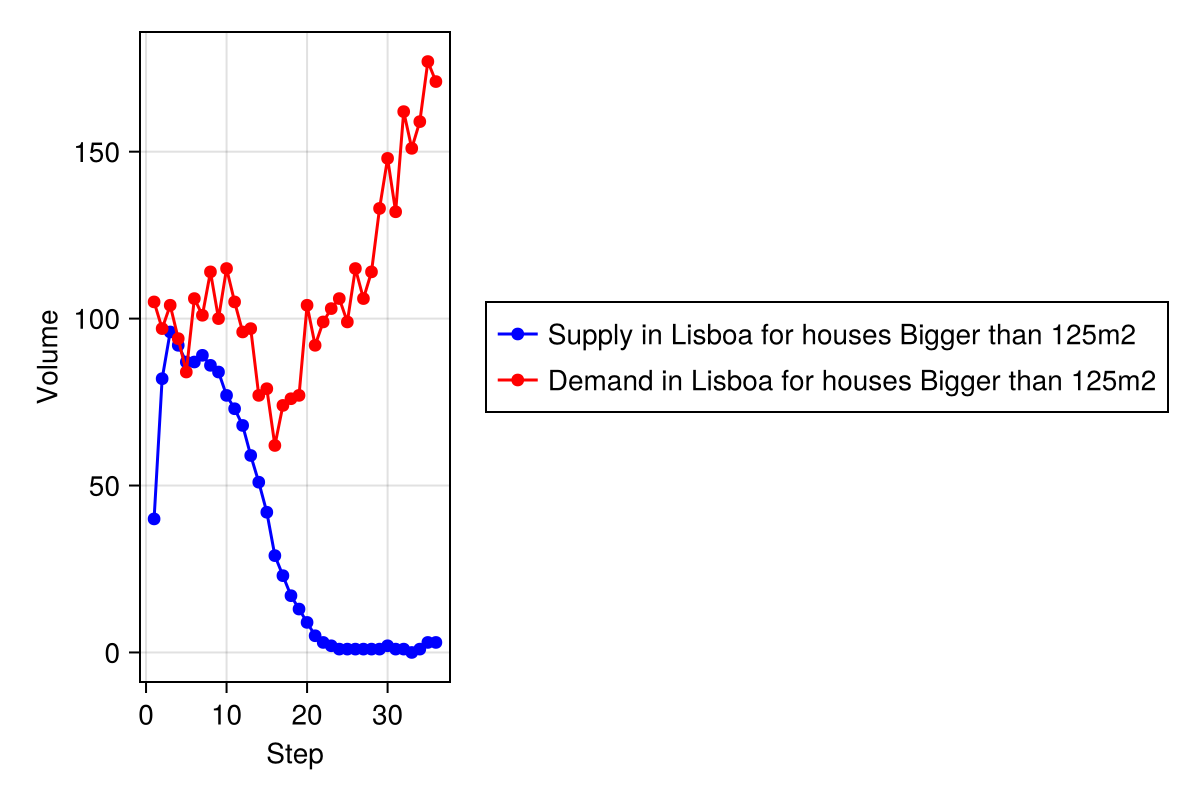 150
100
50
0
Volume
0 10 20 30
Step
Supply in Lisboa for houses Bigger than 125m2
Demand in Lisboa for houses Bigger than 125m2